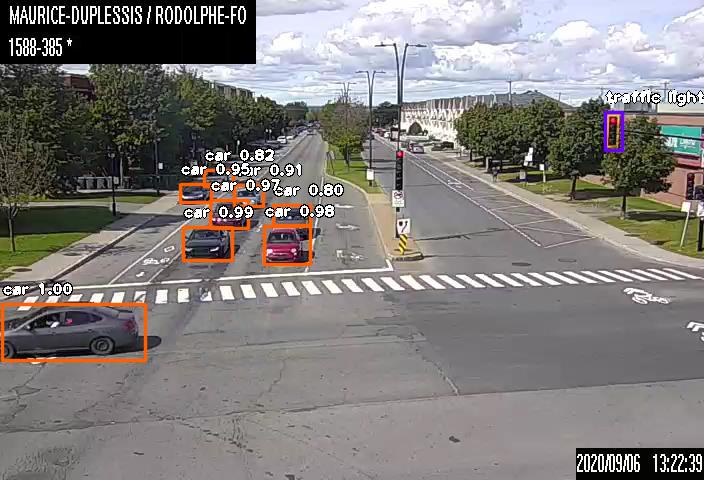 MAURICE-DUPLESSIS / RODOLPHE-FO
1588-385 *
traffic light
car 0.82
car 0.95
ur 0.91
car 0.97
car 0.80
car 0.99
car 0.98
car 1.00
2020/09/06 13:22:39